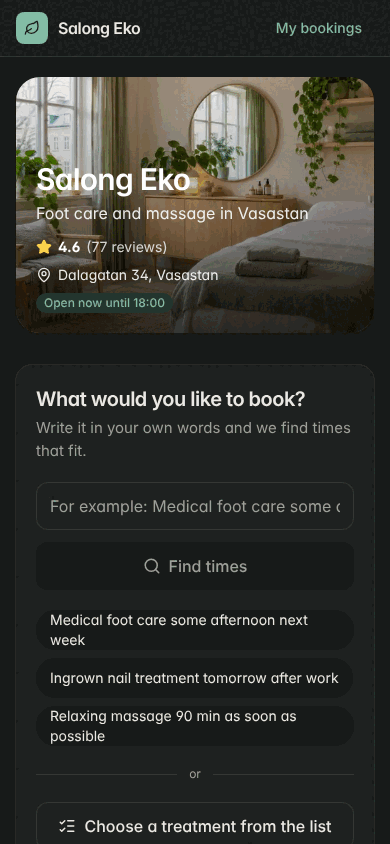 Salong Eko
My bookings
Salong Eko
Foot care and massage in Vasastan
4.6 (77 reviews)
Dalagatan 34, Vasastan
Open now until 18:00
What would you like to book?
Write it in your own words and we find times
that fit.
For example: Medical foot care some
Find times
Medical foot care some afternoon next
week
Ingrown nail treatment tomorrow after work
Relaxing massage 90 min as soon as
possible
or
Choose a treatment from the list